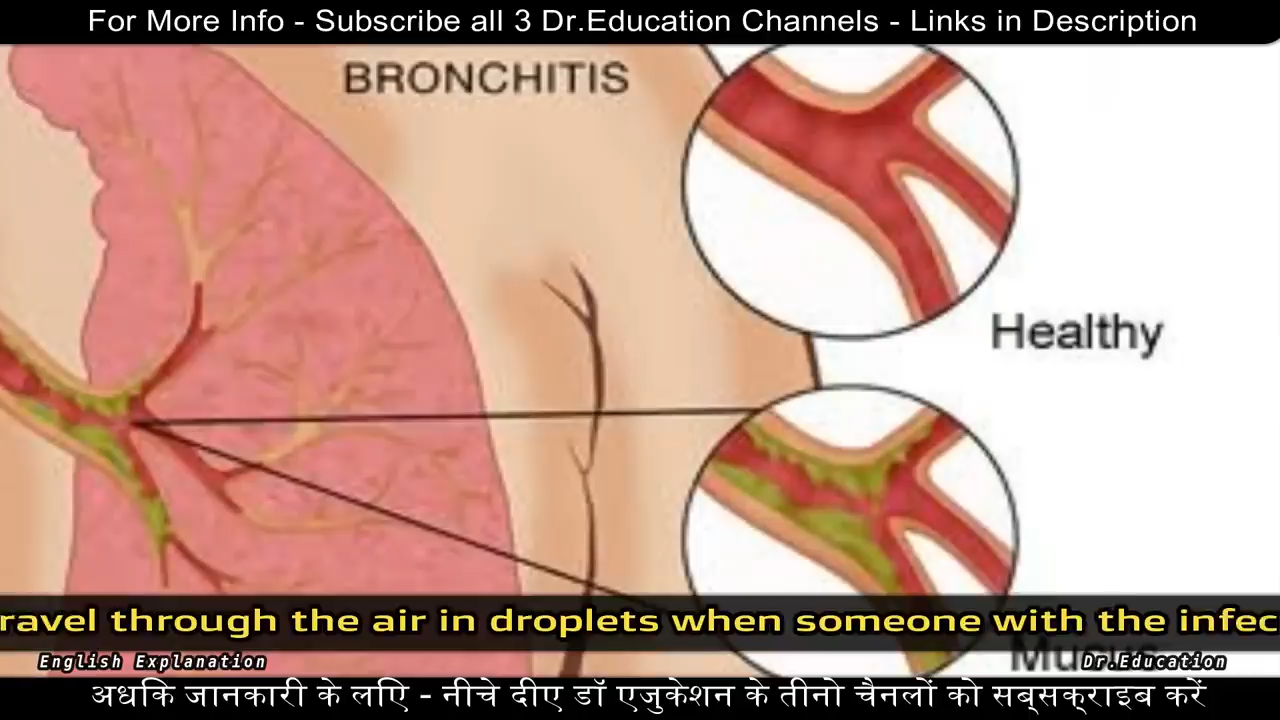 For More Info - Subscribe all 3 Dr.Education Channels - Links in Description
BRONCHITIS
Healthy
ravel through the air in droplets when someone with the infec
Mucus
English Explanation
Dr.Education
अधकि जानकारी के लएि - नीचे दीए डॉ एजुकेशन के तीनो चैनलों को सब्सक्राइब करें